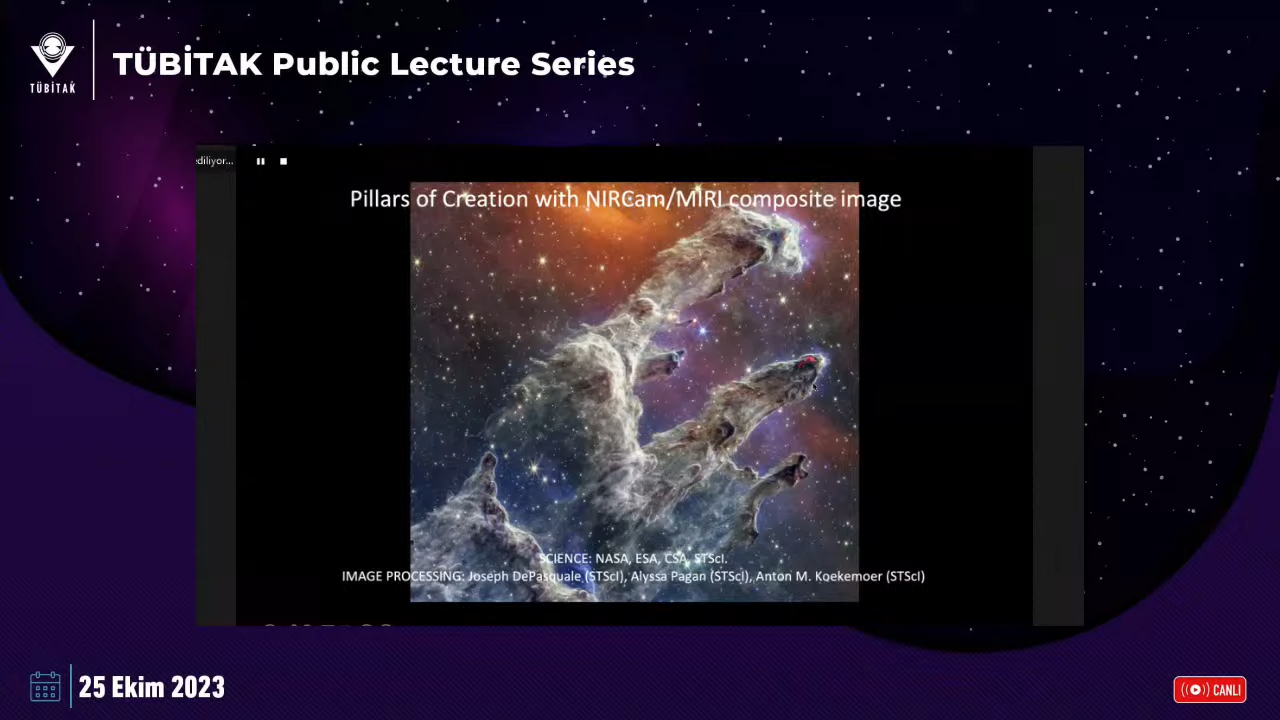 TÜBİTAK
TÜBİTAK Public Lecture Series
ediliyor...
Pillars of Creation with NIRCam/MIRI composite image
SCIENCE: NASA, ESA, CSA, STScI.
IMAGE PROCESSING: Joseph DePasquale (STScI), Alyssa Pagan (STScI), Anton M. Koekemoer (STScI)
25 Ekim 2023
CANLI